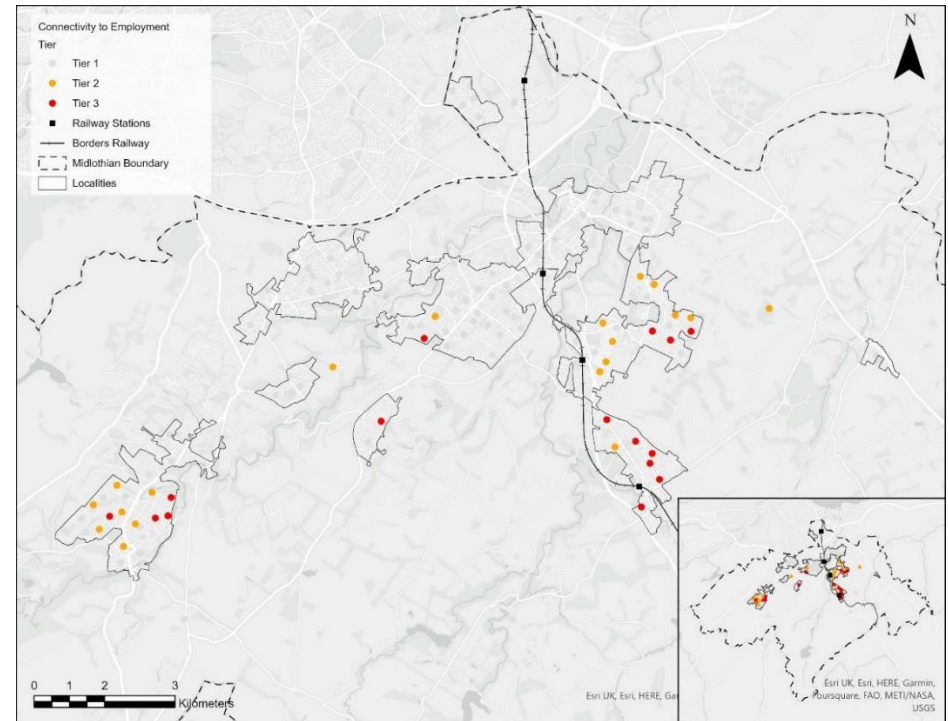 Connectivity to Employment
Tier
Tier 1
Tier 2
Tier 3
Railway Stations
Borders Railway
Midlothian Boundary
Localities
N
0 1 2 3
Kilometers
Esri UK, Esri, HERE, Gar
Esri UK, Esri, HERE, Garmin,
Foursquare, FAO, METI/NASA,
USGS